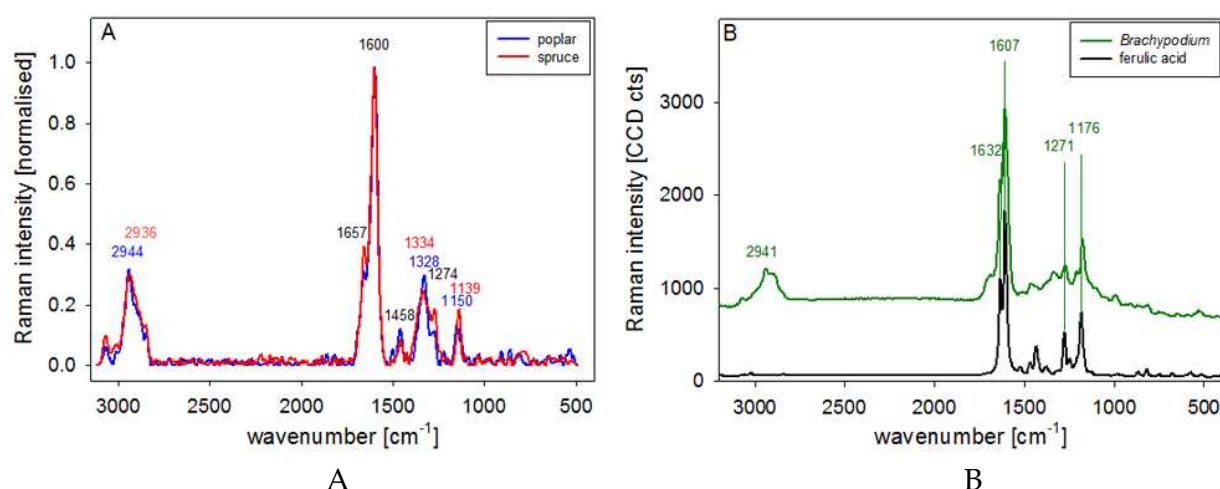 A
poplar
spruce
1600
1657
2936
2944
1334
1328
1274
1139
1150
1458
1.0
0.8
0.6
0.4
0.2
0.0
Raman intensity [normalised]
3000 2500 2000 1500 1000 500
wavenumber [cm-1]
A
B
Brachypodium
ferulic acid
1607
1632
1271
1176
2941
3000
2000
1000
0
Raman intensity [CCD cts]
3000 2500 2000 1500 1000 500
wavenumber [cm-1]
B